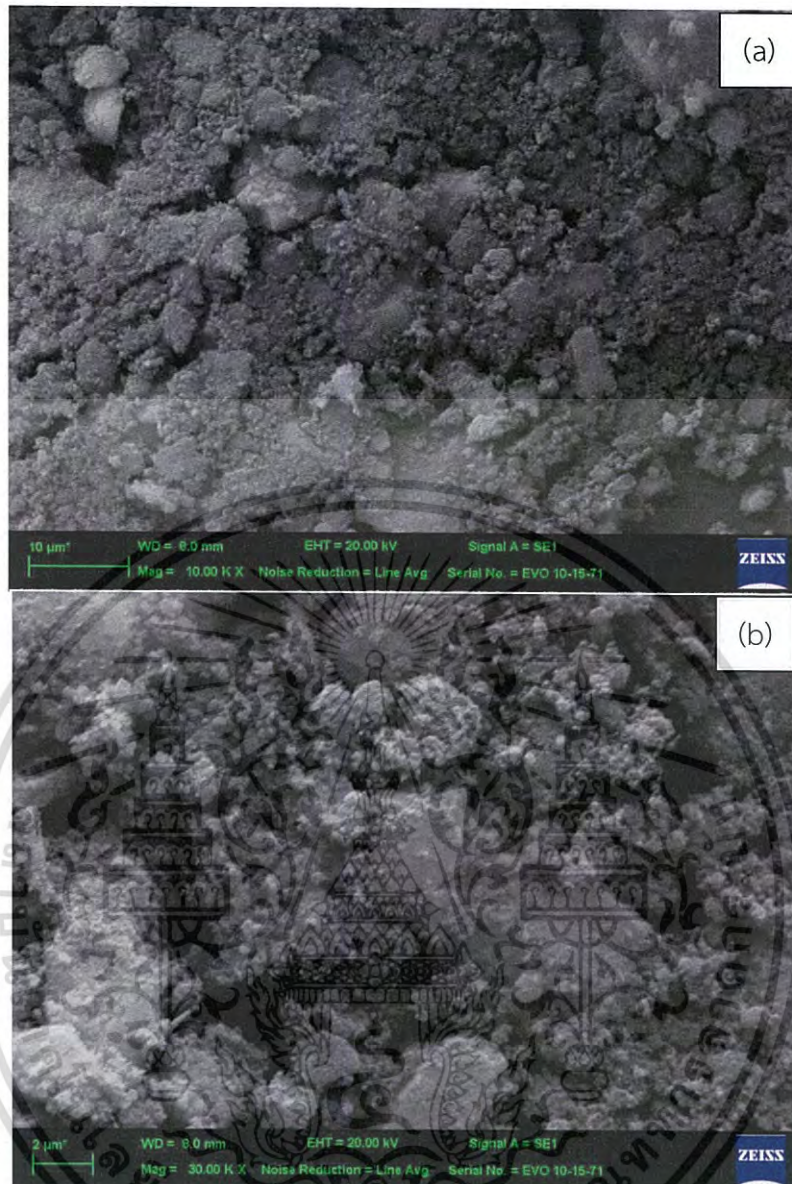 (a)
10 µm*
WD = 8.0 mm EHT = 20.00 kV Signal A = SE1
Mag = 10.00 K X Noise Reduction = Line Avg Serial No. = EVO 10-15-71
ZEISS
(b)
2 µm*
WD = 8.0 mm EHT = 20.00 kV Signal A = SE1
Mag = 30.00 K X Noise Reduction = Line Avg Serial No. = EVO 10-15-71
ZEISS